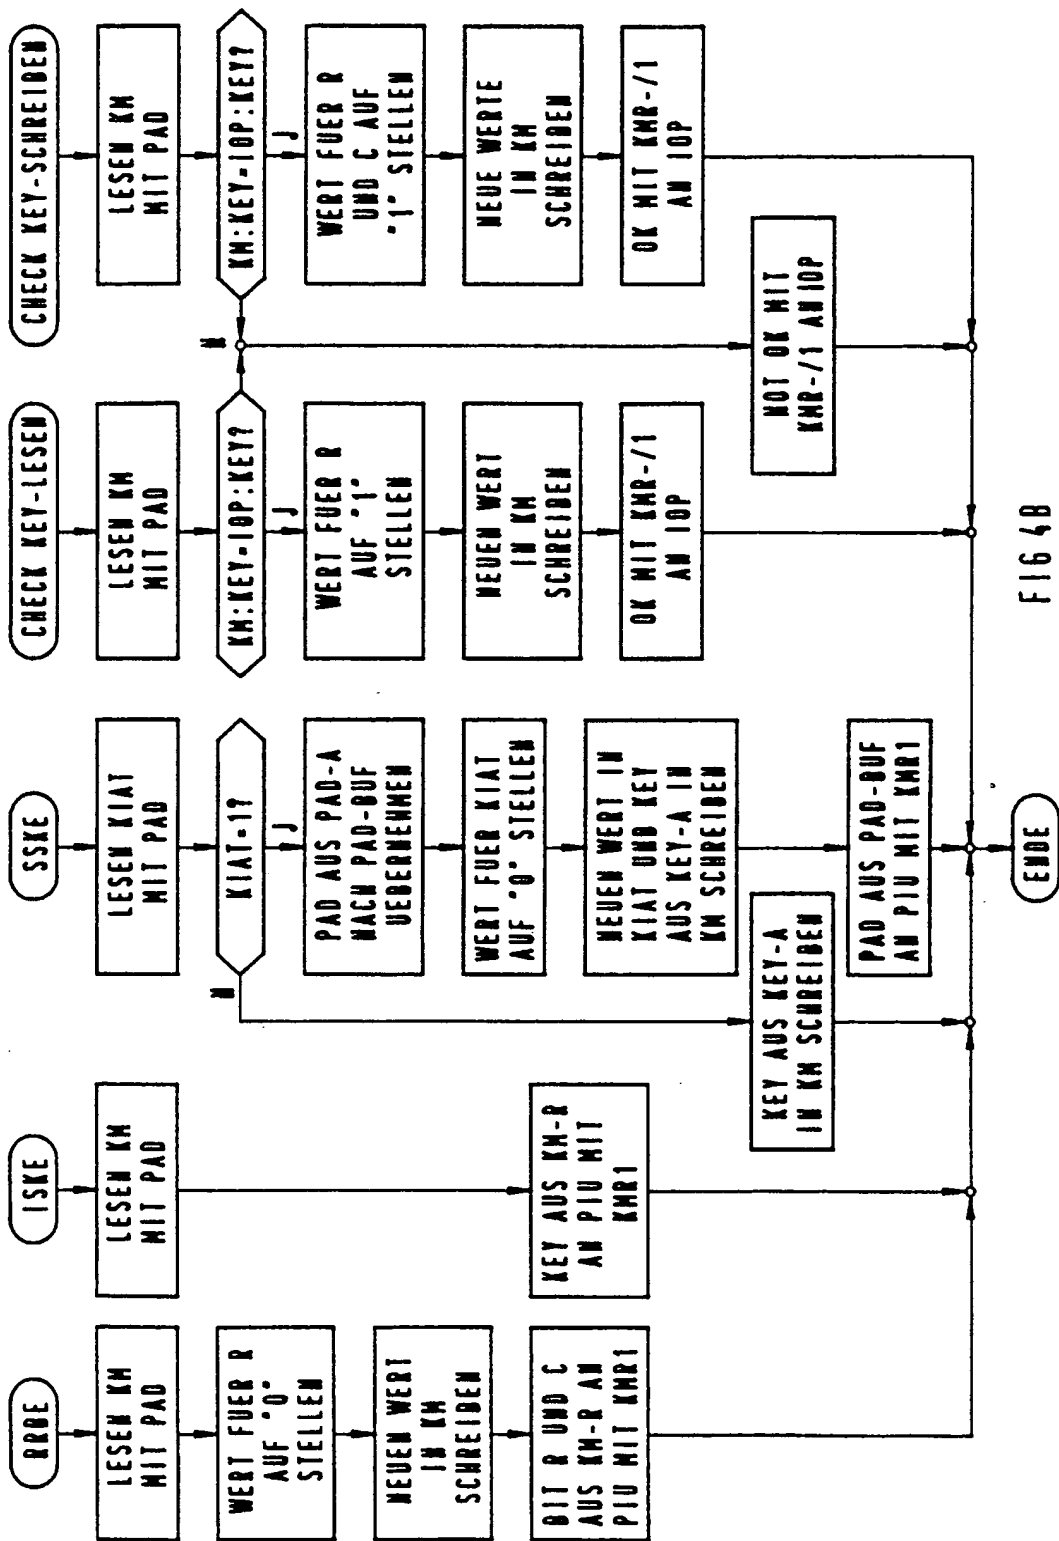 RRBE
LESEN KM
MIT PAD
WERT FUER R
AUF "0"
STELLEN
NEUEN WERT
IN KM
SCHREIBEN
BIT R UND C
AUS KM-R AN
PIU MIT KMR1
ISKE
LESEN KM
MIT PAD
KEY AUS KM-R
AN PIU MIT
KMR1
SSKE
LESEN KIAT
MIT PAD
KIAT=1?
N
J
PAD AUS PAD-A
NACH PAD-BUF
UEBERNEHMEN
WERT FUER KIAT
AUF "0" STELLEN
NEUEN WERT IN
KIAT UND KEY
AUS KEY-A IN
KM SCHREIBEN
KEY AUS KEY-A
IN KM SCHREIBEN
PAD AUS PAD-BUF
AN PIU MIT KMR1
ENDE
CHECK KEY-LESEN
LESEN KM
MIT PAD
KM:KEY=IOP:KEY?
J
WERT FUER R
AUF "1"
STELLEN
NEUEN WERT
IN KM
SCHREIBEN
OK MIT KMR-/1
AN IOP
N
NOT OK MIT
KMR-/1 AN IOP
CHECK KEY-SCHREIBEN
LESEN KM
MIT PAD
KM:KEY=IOP:KEY?
J
WERT FUER R
UND C AUF
"1" STELLEN
NEUE WERTE
IN KM
SCHREIBEN
OK MIT KMR-/1
AN IOP
FIG 4B